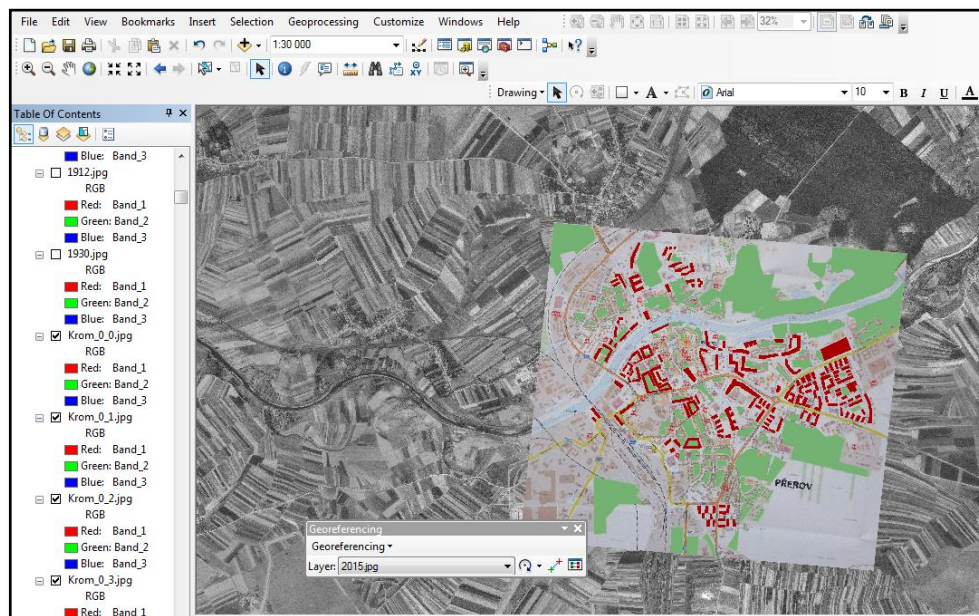 File Edit View Bookmarks Insert Selection Geoprocessing Customize Windows Help
32%
1:30 000
Drawing
A
Arial
10
B I U A
Table Of Contents
Blue: Band_3
1912.jpg
RGB
Red: Band_1
Green: Band_2
Blue: Band_3
1930.jpg
RGB
Red: Band_1
Green: Band_2
Blue: Band_3
Krom_0_0.jpg
RGB
Red: Band_1
Green: Band_2
Blue: Band_3
Krom_0_1.jpg
RGB
Red: Band_1
Green: Band_2
Blue: Band_3
Krom_0_2.jpg
RGB
Red: Band_1
Green: Band_2
Blue: Band_3
Krom_0_3.jpg
RGB
Red: Band_1
PŘEROV
Georeferencing
Georeferencing
Layer: 2015.jpg